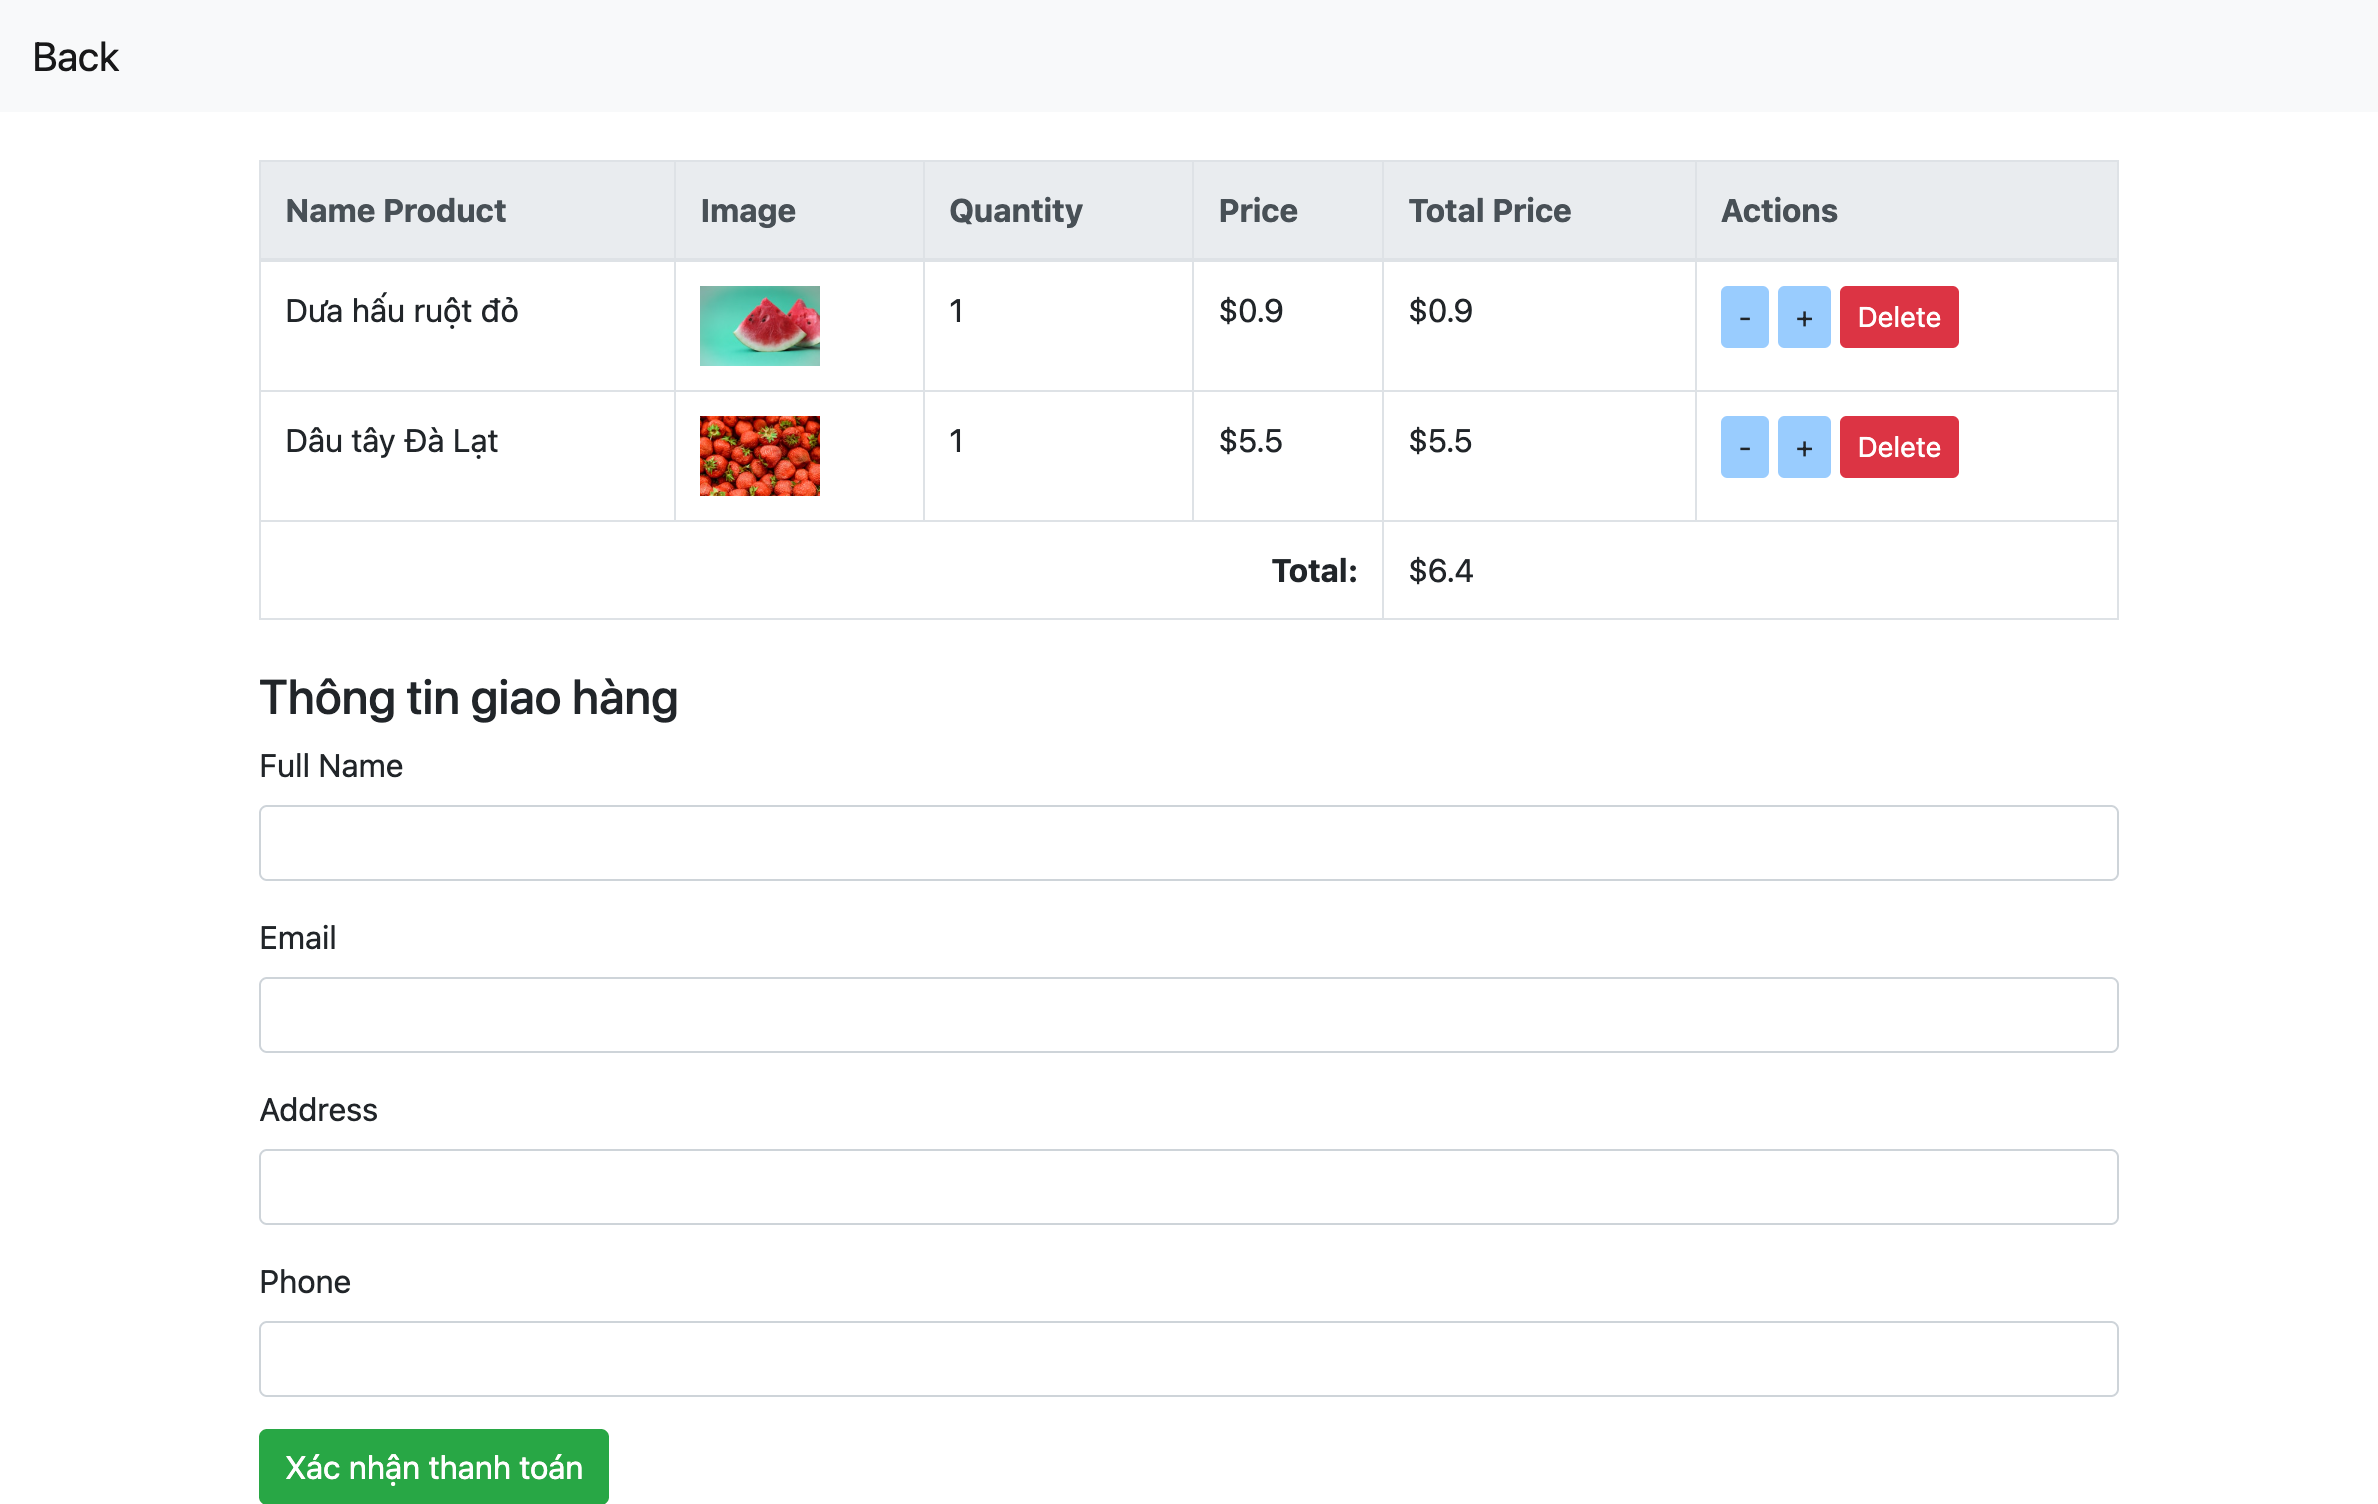 Back
Name Product Image Quantity Price Total Price Actions
Dưa hấu ruột đỏ 1 $0.9 $0.9 - + Delete
Dâu tây Đà Lạt 1 $5.5 $5.5 - + Delete
Total: $6.4
Thông tin giao hàng
Full Name
Email
Address
Phone
Xác nhận thanh toán